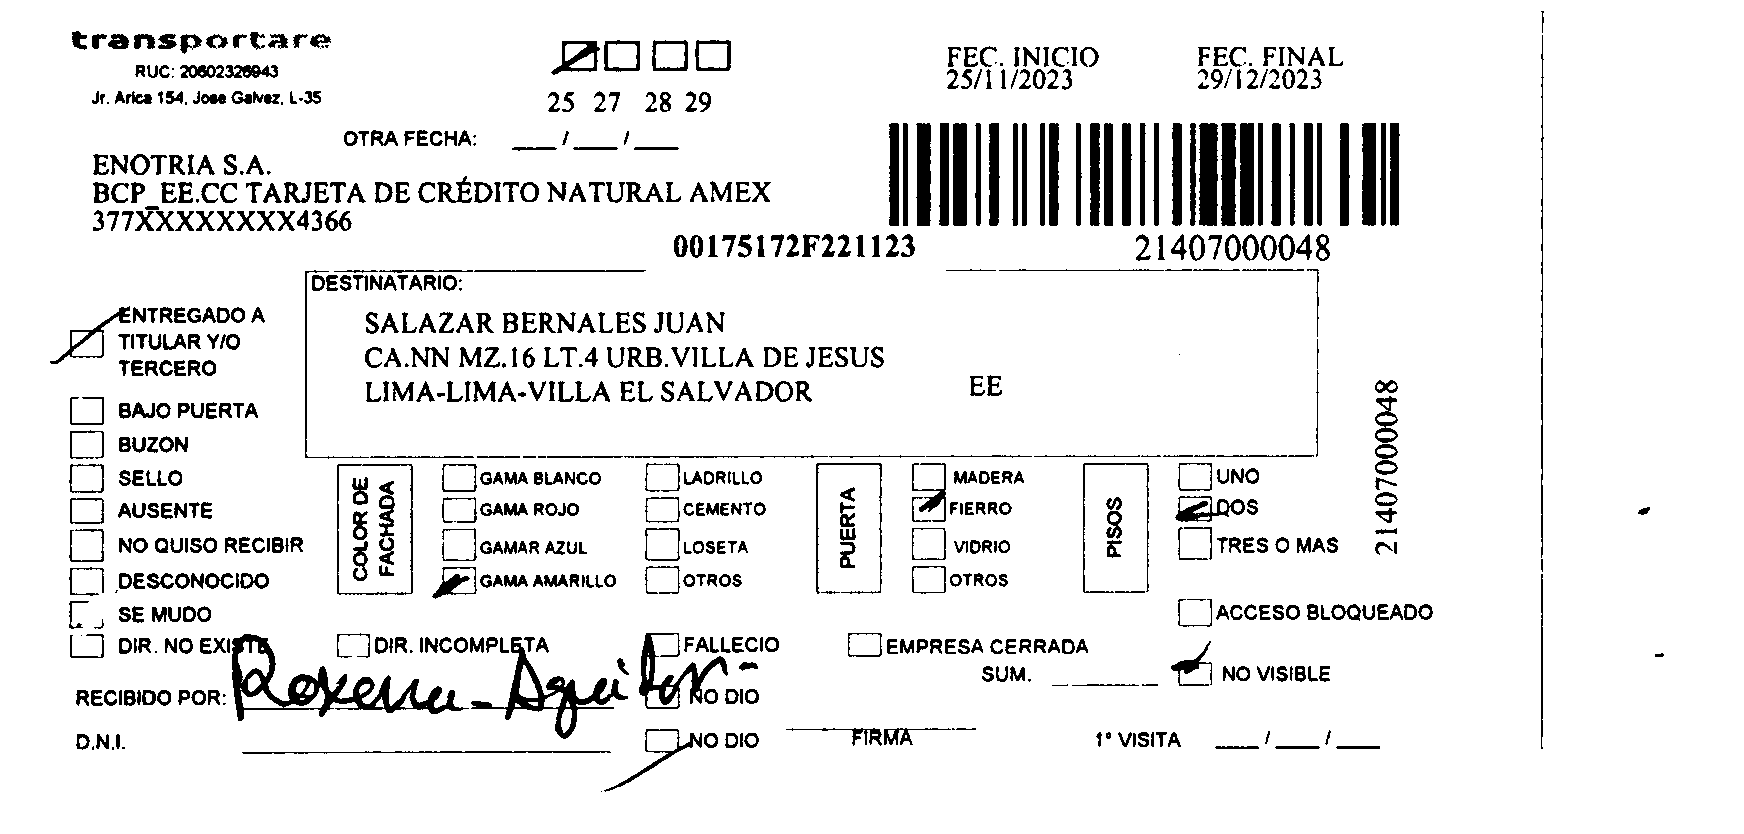 transportare
RUC: 20602326943
Jr. Arica 154, Jose Galvez, L-35
25 27 28 29
FEC. INICIO
25/11/2023
FEC. FINAL
29/12/2023
OTRA FECHA: ___/___/___
ENOTRIA S.A.
BCP_EE.CC TARJETA DE CRÉDITO NATURAL AMEX
377XXXXXXXX4366
00175172F221123
21407000048
DESTINATARIO:
SALAZAR BERNALES JUAN
CA.NN MZ.16 LT.4 URB.VILLA DE JESUS
LIMA-LIMA-VILLA EL SALVADOR
EE
21407000048
ENTREGADO A
TITULAR Y/O
TERCERO
BAJO PUERTA
BUZON
SELLO
AUSENTE
NO QUISO RECIBIR
DESCONOCIDO
SE MUDO
DIR. NO EXISTE
COLOR DE
FACHADA
GAMA BLANCO
GAMA ROJO
GAMAR AZUL
GAMA AMARILLO
LADRILLO
CEMENTO
LOSETA
OTROS
PUERTA
MADERA
FIERRO
VIDRIO
OTROS
PISOS
UNO
DOS
TRES O MAS
ACCESO BLOQUEADO
DIR. INCOMPLETA
FALLECIO
EMPRESA CERRADA
SUM. ________
NO VISIBLE
RECIBIDO POR: Roxena - 
NO DIO
D.N.I.
NO DIO
FIRMA
1° VISITA ___/___/___